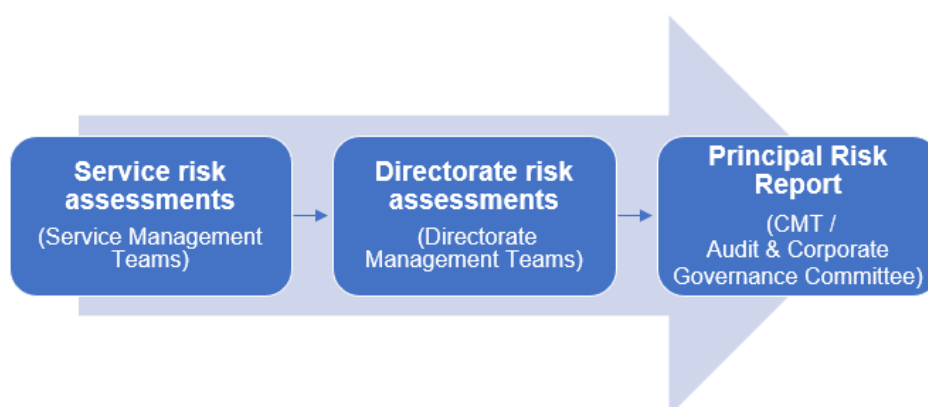 Service risk
assessments
(Service Management
Teams)
Directorate risk
assessments
(Directorate
Management Teams)
Principal Risk
Report
(CMT /
Audit & Corporate
Governance Committee)